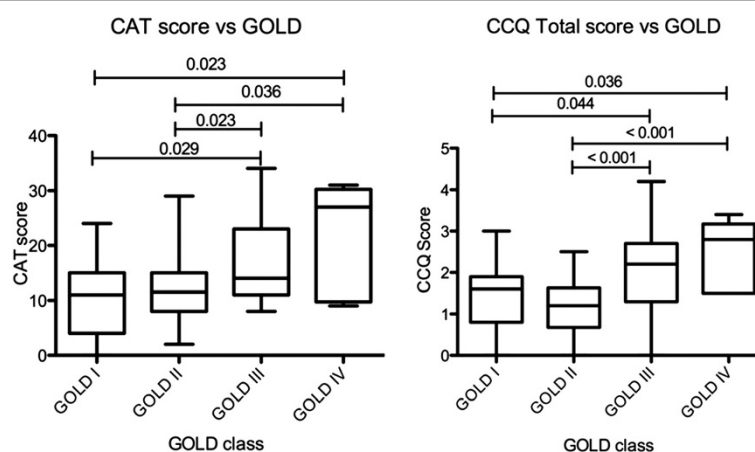 CAT score vs GOLD
0.023
0.036
0.023
0.029
40
30
20
10
0
CAT score
GOLD I
GOLD II
GOLD III
GOLD IV
GOLD class
CCQ Total score vs GOLD
0.036
0.044
< 0.001
< 0.001
5
4
3
2
1
0
CCQ Score
GOLD I
GOLD II
GOLD III
GOLD IV
GOLD class